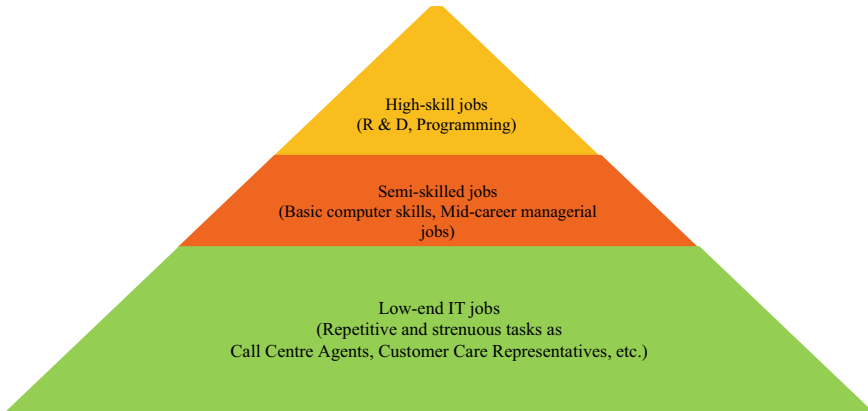 High-skill jobs
(R & D, Programming)
Semi-skilled jobs
(Basic computer skills, Mid-career managerial
jobs)
Low-end IT jobs
(Repetitive and strenuous tasks as
Call Centre Agents, Customer Care Representatives, etc.)